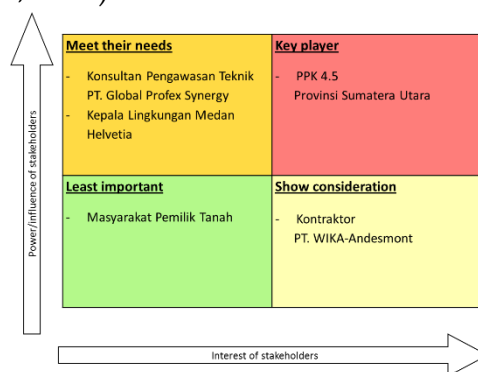 Meet their needs
- Konsultan Pengawasan Teknik
PT. Global Profex Synergy
- Kepala Lingkungan Medan
Helvetia
Key player
- PPK 4.5
Provinsi Sumatera Utara
Least important
- Masyarakat Pemilik Tanah
Show consideration
- Kontraktor
PT. WIKA-Andesmont
Power/influence of stakeholders
Interest of stakeholders